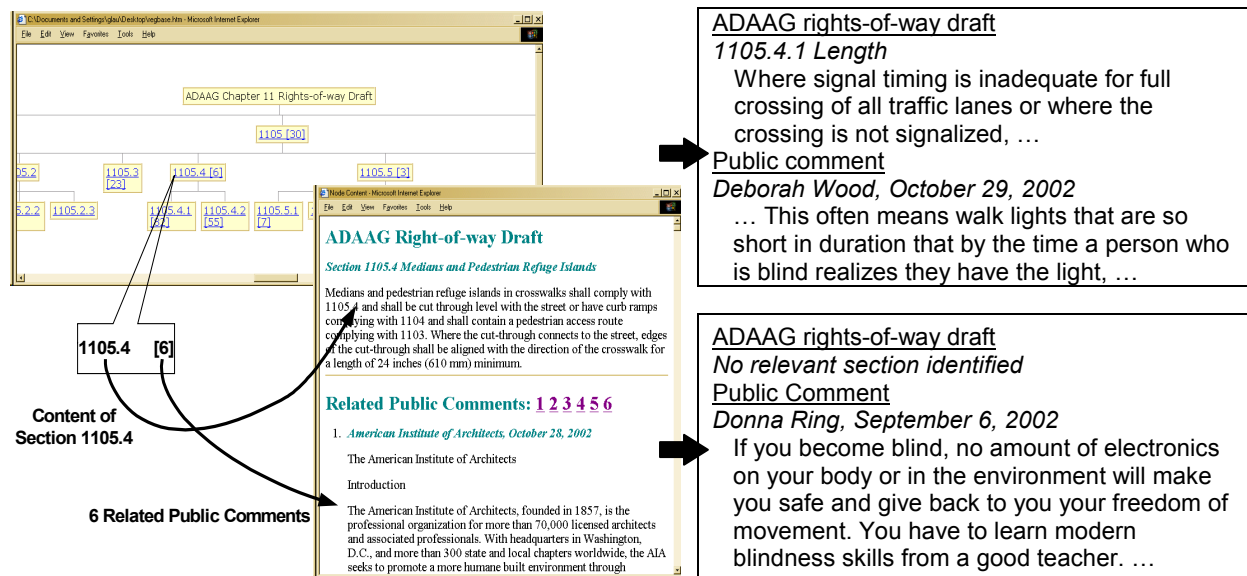 C:\Documents and Settings\glau\Desktop\regbase.htm - Microsoft Internet Explorer
File Edit View Favorites Tools Help
ADAAG Chapter 11 Rights-of-way Draft
1105 [30]
05.2
1105.3
[23]
1105.4 [6]
1105.5 [3]
5.2.2
1105.2.3
1105.4.1
[32]
1105.4.2
[55]
1105.5.1
[7]
1105.4 [6]
Content of
Section 1105.4
6 Related Public Comments
Node Content - Microsoft Internet Explorer
File Edit View Favorites Tools Help
ADAAG Right-of-way Draft
Section 1105.4 Medians and Pedestrian Refuge Islands
Medians and pedestrian refuge islands in crosswalks shall comply with
1105.4 and shall be cut through level with the street or have curb ramps
complying with 1104 and shall contain a pedestrian access route
complying with 1103. Where the cut-through connects to the street, edges
of the cut-through shall be aligned with the direction of the crosswalk for
a length of 24 inches (610 mm) minimum.
Related Public Comments: 1 2 3 4 5 6
1. American Institute of Architects, October 28, 2002
The American Institute of Architects
Introduction
The American Institute of Architects, founded in 1857, is the
professional organization for more than 70,000 licensed architects
and associated professionals. With headquarters in Washington,
D.C., and more than 300 state and local chapters worldwide, the AIA
seeks to promote a more humane built environment through
ADAAG rights-of-way draft
1105.4.1 Length
Where signal timing is inadequate for full
crossing of all traffic lanes or where the
crossing is not signalized, …
Public comment
Deborah Wood, October 29, 2002
… This often means walk lights that are so
short in duration that by the time a person who
is blind realizes they have the light, …
ADAAG rights-of-way draft
No relevant section identified
Public Comment
Donna Ring, September 6, 2002
If you become blind, no amount of electronics
on your body or in the environment will make
you safe and give back to you your freedom of
movement. You have to learn modern
blindness skills from a good teacher. …